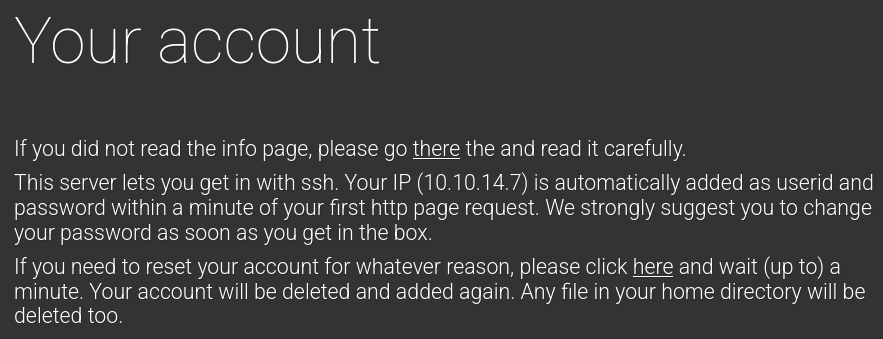 Your account
If you did not read the info page, please go there the and read it carefully.
This server lets you get in with ssh. Your IP (10.10.14.7) is automatically added as userid and
password within a minute of your first http page request. We strongly suggest you to change
your password as soon as you get in the box.
If you need to reset your account for whatever reason, please click here and wait (up to) a
minute. Your account will be deleted and added again. Any file in your home directory will be
deleted too.